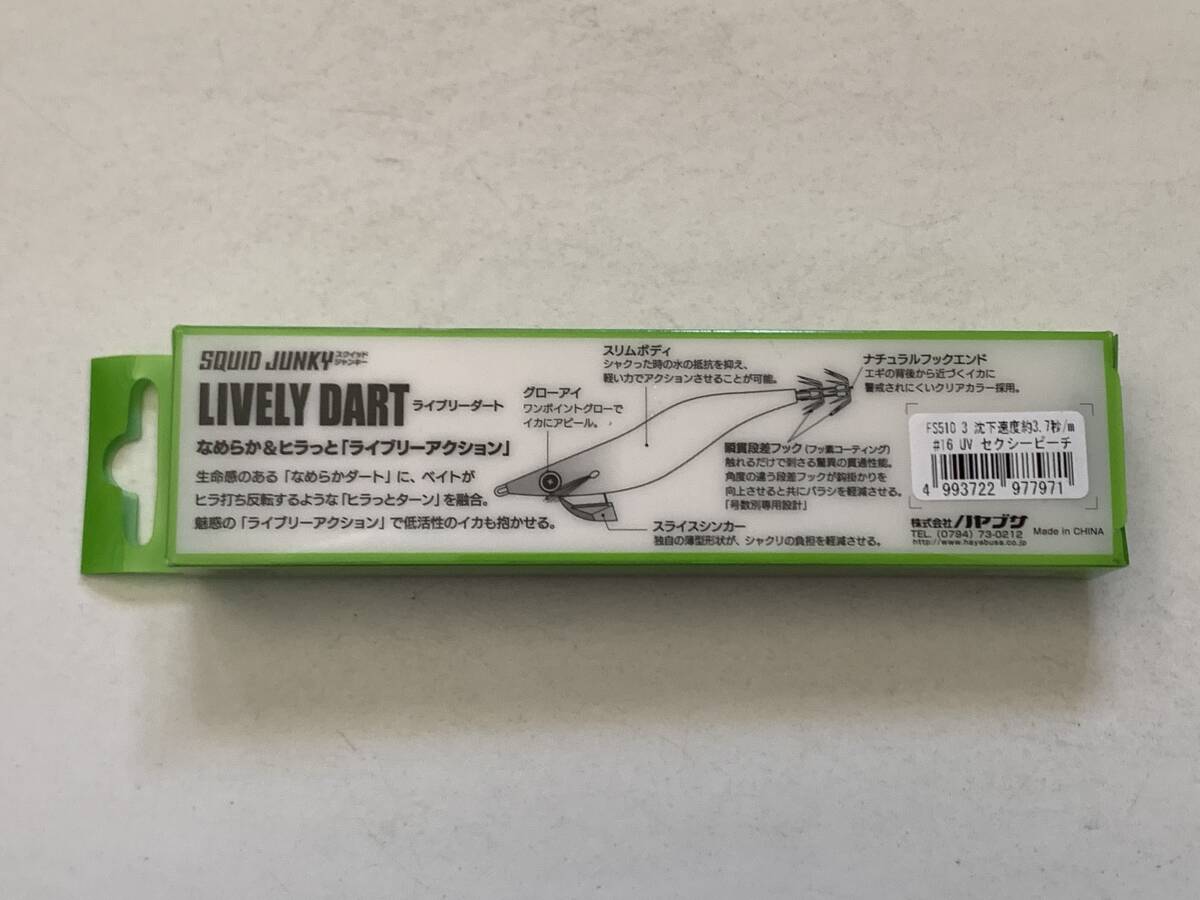 SQUID JUNKY スクイッド ジャンキー
LIVELY DART ライブリーダート
なめらか&ヒラっと「ライブリーアクション」
生命感のある「なめらかダート」に、ベイトが
ヒラ打ち反転するような「ヒラっとターン」を融合。
魅惑の「ライブリーアクション」で低活性のイカも抱かせる。
グローアイ
ワンポイントグローで
イカにアピール。
スリムボディ
シャクった時の水の抵抗を抑え、
軽い力でアクションさせることが可能。
ナチュラルフックエンド
エギの背後から近づくイカに
警戒されにくいクリアカラー採用。
瞬貫段差フック(フッ素コーティング)
触れるだけで刺さる驚異の貫通性能。
角度の違う段差フックが鈎掛かりを
向上させると共にバラシを軽減させる。
「号数別専用設計」
スライスシンカー
独自の薄型形状が、シャクリの負担を軽減させる。
FS510 3 沈下速度約3.7秒/m
#16 UV セクシービーチ
4 993722 977971
株式会社ハヤブサ
TEL. (0794) 73-0212
http://www.hayabusa.co.jp
Made in CHINA